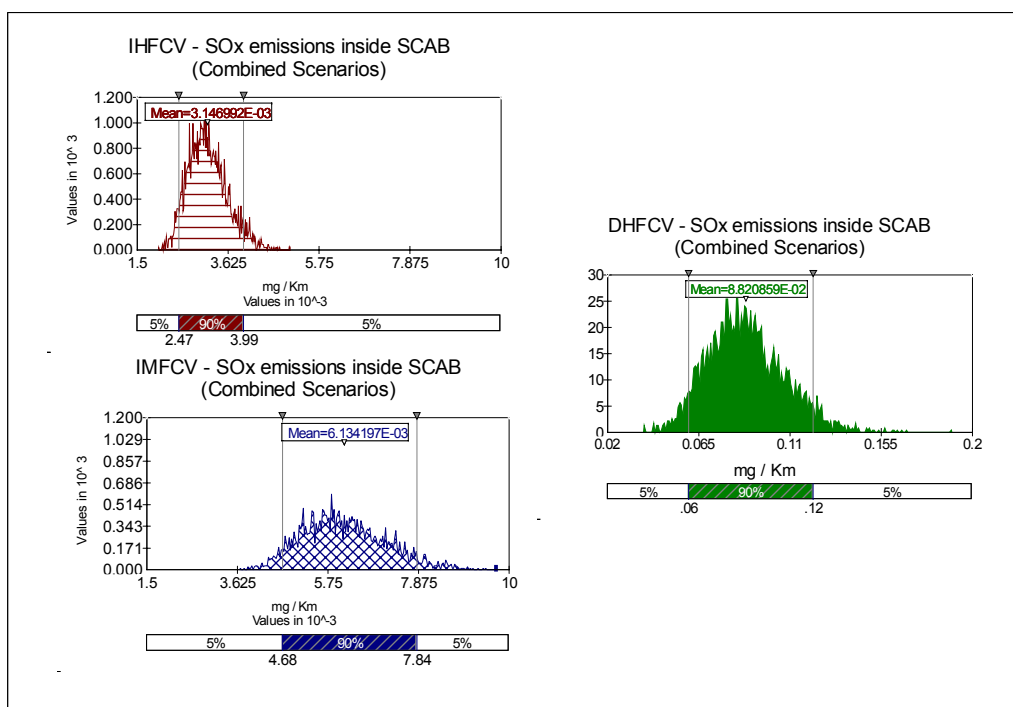 IHFCV - SOx emissions inside SCAB
(Combined Scenarios)
Mean=3.146992E-03
Values in 10^ 3
1.200
1.000
0.800
0.600
0.400
0.200
0.000
1.5 3.625 5.75 7.875 10
mg / Km
Values in 10^-3
5% 90% 5%
2.47 3.99
IMFCV - SOx emissions inside SCAB
(Combined Scenarios)
Mean=6.134197E-03
Values in 10^ 3
1.200
1.029
0.857
0.686
0.514
0.343
0.171
0.000
1.5 3.625 5.75 7.875 10
mg / Km
Values in 10^-3
5% 90% 5%
4.68 7.84
DHFCV - SOx emissions inside SCAB
(Combined Scenarios)
Mean=8.820859E-02
30
25
20
15
10
5
0
0.02 0.065 0.11 0.155 0.2
mg / Km
5% 90% 5%
.06 .12